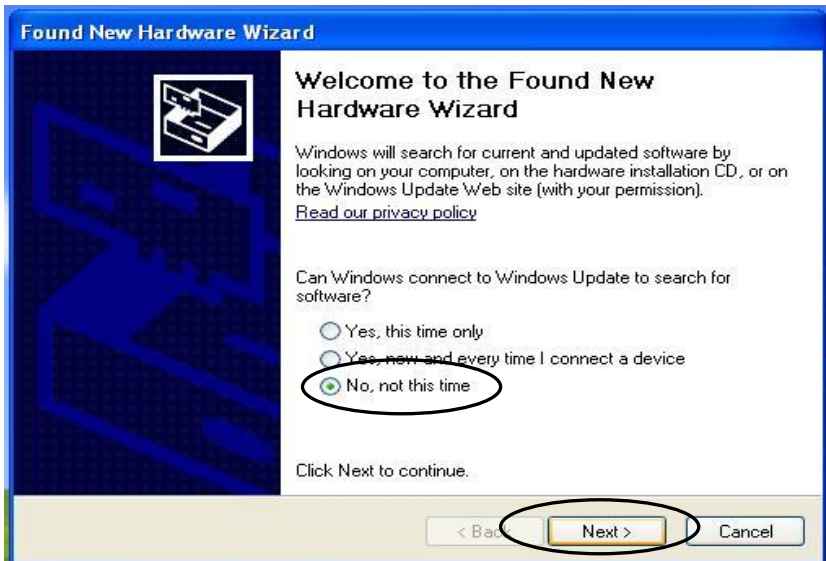 Found New Hardware Wizard
Welcome to the Found New
Hardware Wizard
Windows will search for current and updated software by
looking on your computer, on the hardware installation CD, or on
the Windows Update Web site (with your permission).
Read our privacy policy
Can Windows connect to Windows Update to search for
software?
Yes, this time only
Yes, now and every time I connect a device
No, not this time
Click Next to continue.
< Back Next > Cancel